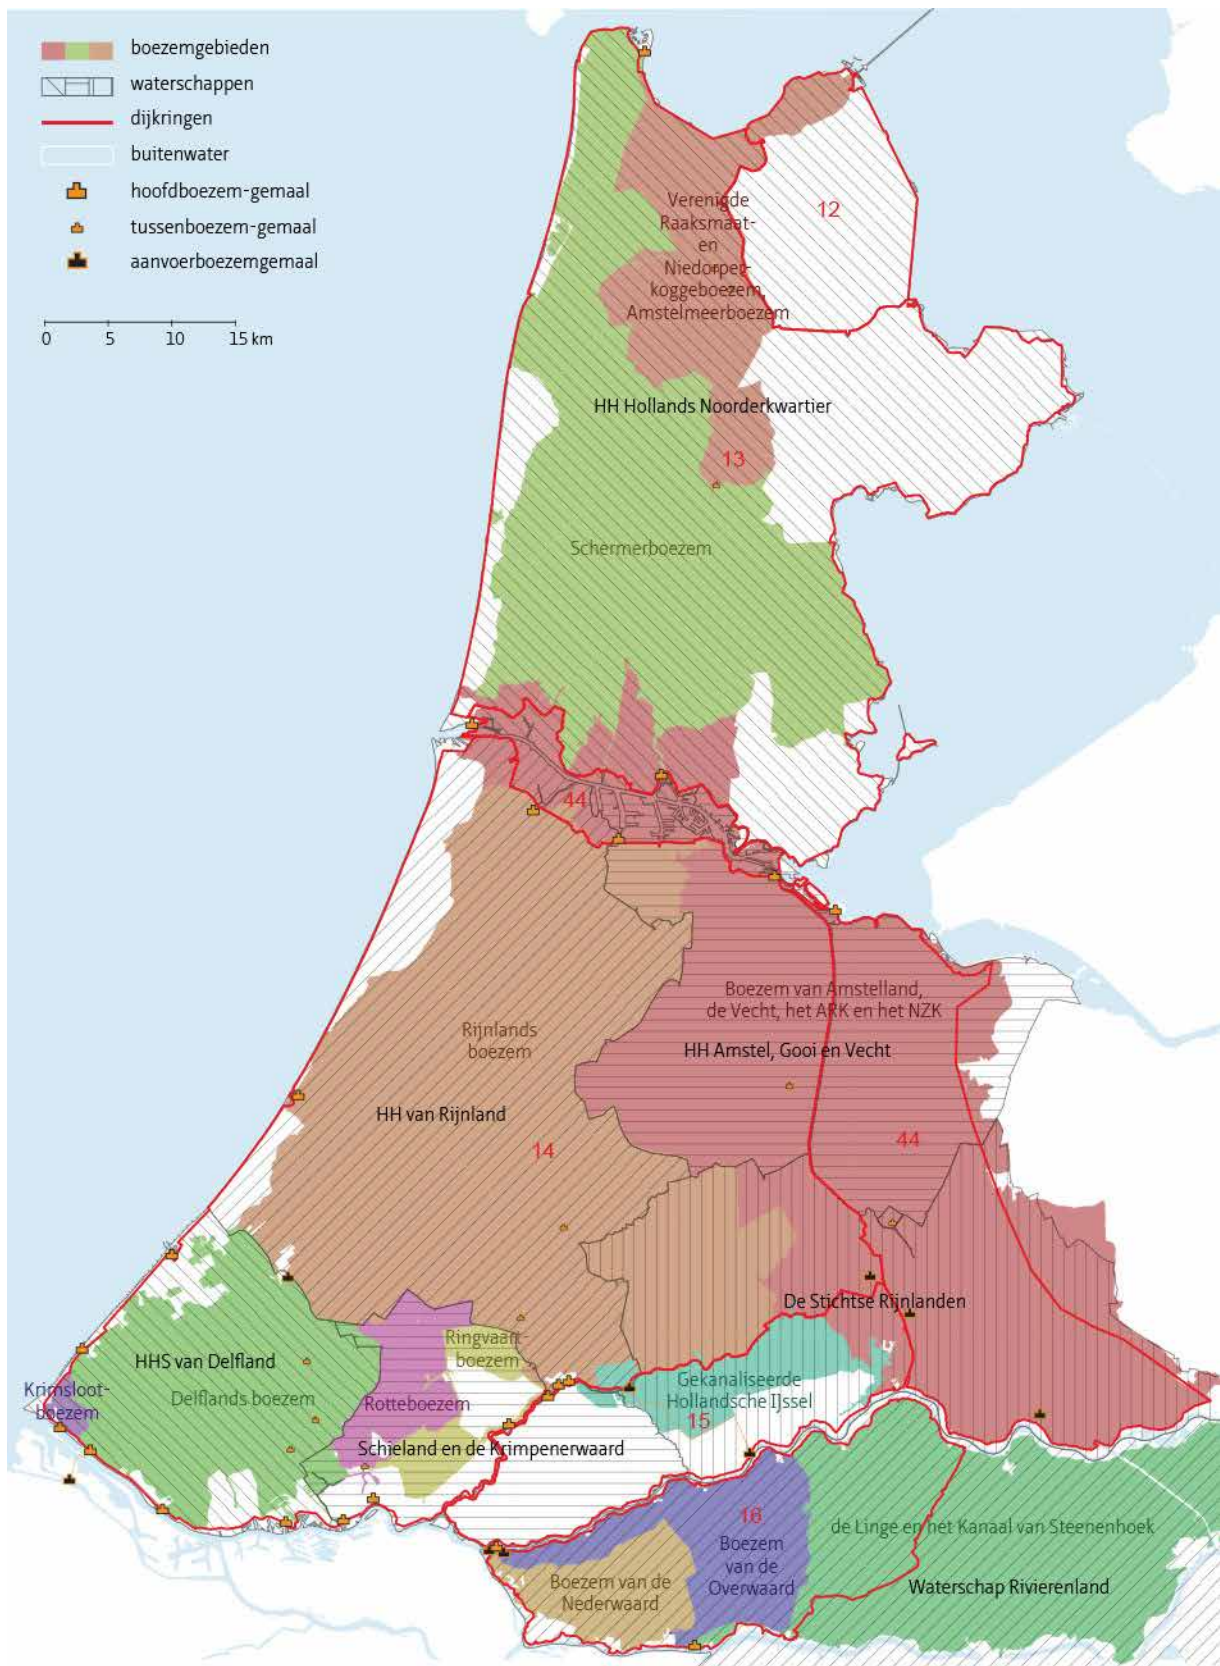 boezemgebieden
waterschappen
dijkringen
buitenwater
hoofdboezem-gemaal
tussenboezem-gemaal
aanvoerboezemgemaal
0 5 10 15 km
12
Verenigde
Raaksmaat-
en
Niedorper-
koggeboezem,
Amstelmeerboezem
HH Hollands Noorderkwartier
13
Schermerboezem
44
Boezem van Amstelland,
de Vecht, het ARK en het NZK
Rijnlands
boezem
HH Amstel, Gooi en Vecht
HH van Rijnland
14
44
De Stichtse Rijnlanden
Ringvaart-
boezem
HHS van Delfland
Krimsloot-
boezem
Delflands boezem
Rotteboezem
Gekanaliseerde
Hollandsche IJssel
15
Schieland en de Krimpenerwaard
16
Boezem
van de
Overwaard
de Linge en het Kanaal van Steenenhoek
Boezem van de
Nederwaard
Waterschap Rivierenland